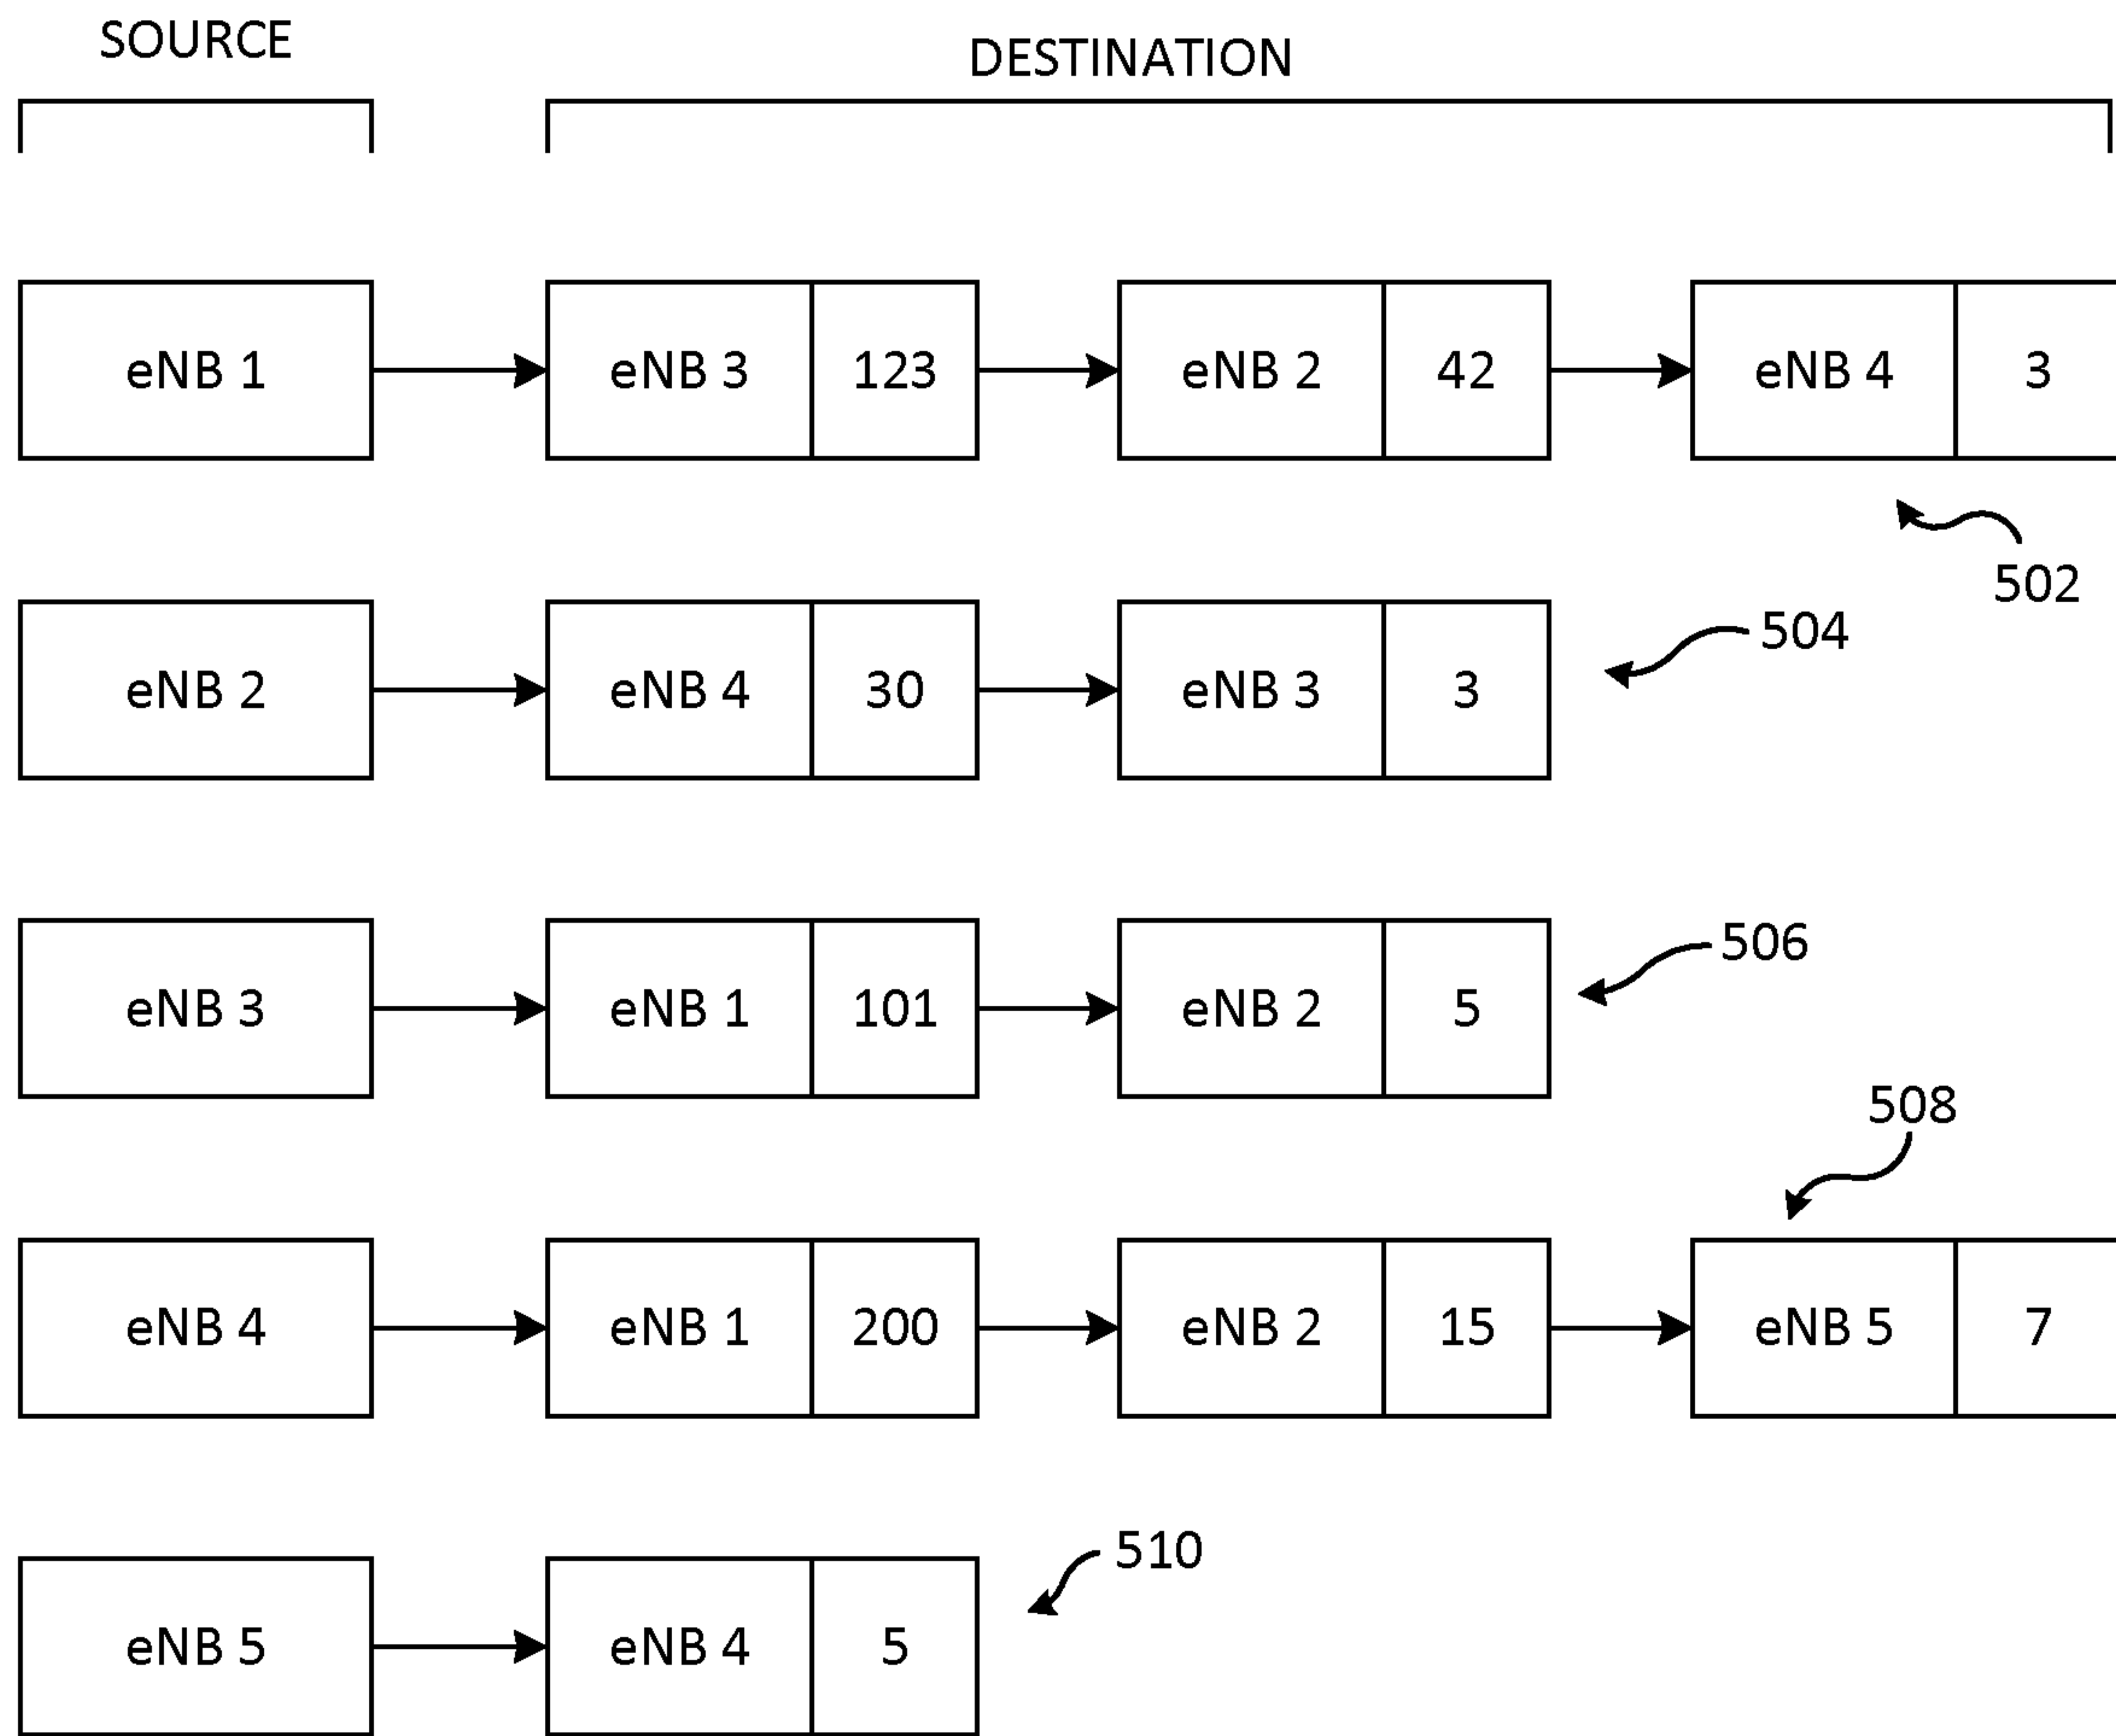 SOURCE
DESTINATION
eNB 1 eNB 3 123 eNB 2 42 eNB 4 3
502
504
eNB 2 eNB 4 30 eNB 3 3
506
eNB 3 eNB 1 101 eNB 2 5
508
eNB 4 eNB 1 200 eNB 2 15 eNB 5 7
510
eNB 5 eNB 4 5